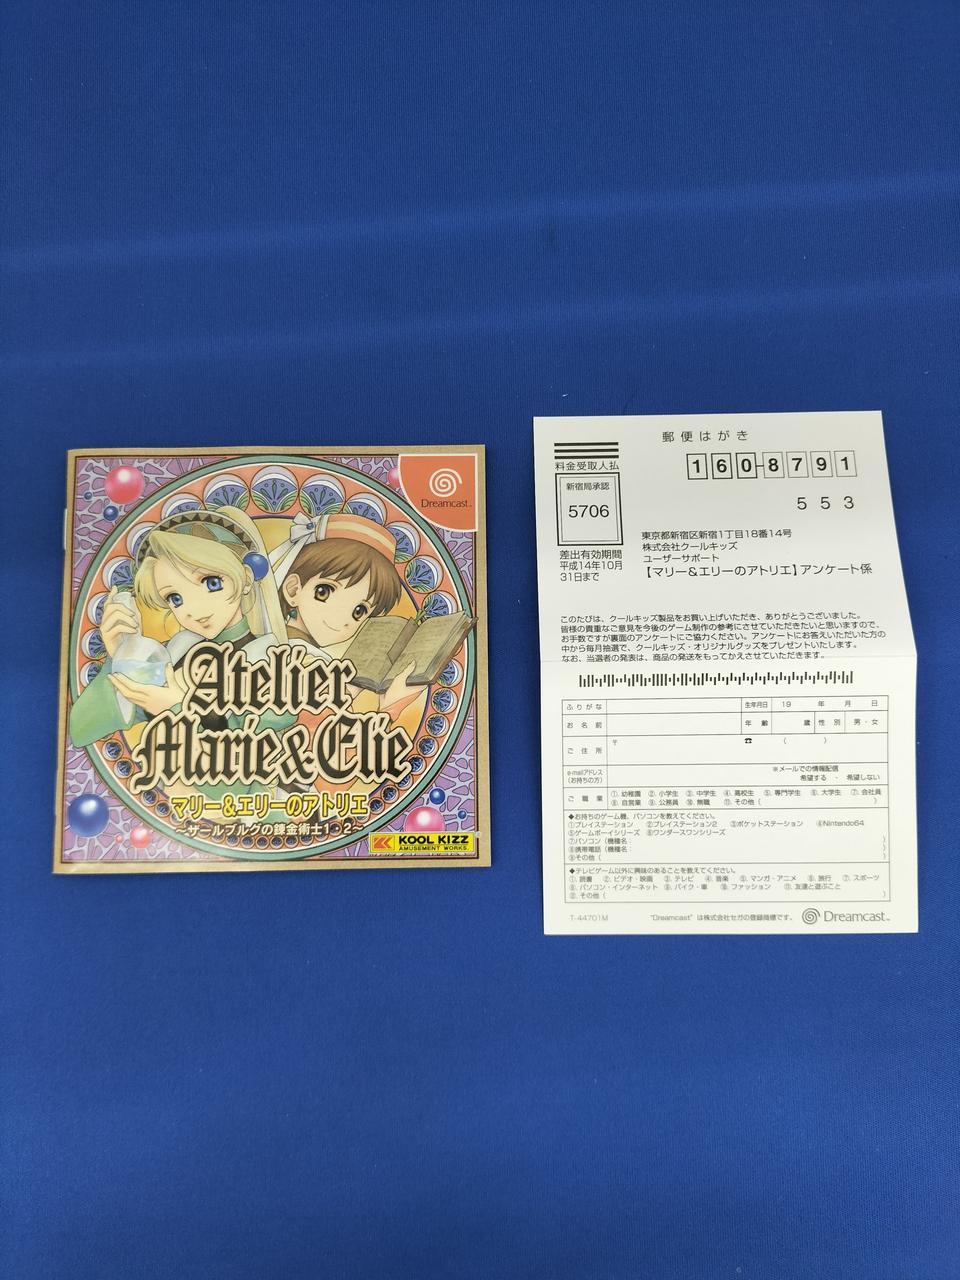 Dreamcast™
Atelier
Marie&Elie
マリー&エリーのアトリエ
~ザールブルグの錬金術士1・2~
KOOL KIZZ
AMUSEMENT WORKS.
郵便はがき
料金受取人払
160-8791
新宿局承認
5706
553
差出有効期間
平成14年10月
31日まで
東京都新宿区新宿1丁目18番14号
株式会社クールキッズ
ユーザーサポート
【マリー&エリーのアトリエ】アンケート係
このたびは、クールキッズ製品をお買い上げいただき、ありがとうございました。
皆様の貴重なご意見を今後のゲーム制作の参考にさせていただきたいと思いますので、
お手数ですが裏面のアンケートにご協力ください。アンケートにお答えいただいた方の
中から毎月抽選で、クールキッズ・オリジナルグッズをプレゼントいたします。
なお、当選者の発表は、商品の発送をもってかえさせていただきます。
ふりがな
生年月日 19 年 月 日
お名前
年齢 歳 性別 男・女
ご住所 〒 ☎ ( )
e-mailアドレス
(お持ちの方)
※メールでの情報配信
希望する ・ 希望しない
ご職業
①. 幼稚園 ②. 小学生 ③. 中学生 ④. 高校生 ⑤. 専門学生 ⑥. 大学生 ⑦. 会社員
⑧. 自営業 ⑨. 公務員 ⑩. 無職 ⑪. その他( )
◆お持ちのゲーム機、パソコンを教えてください。
①プレイステーション ②プレイステーション2 ③ポケットステーション ④Nintendo64
⑤ゲームボーイシリーズ ⑥ワンダースワンシリーズ
⑦パソコン(機種名: )
⑧携帯電話(機種名: )
⑨その他( )
◆テレビゲーム以外に興味のあることを教えてください。
①. 読書 ②. ビデオ・映画 ③. テレビ ④. 音楽 ⑤. マンガ・アニメ ⑥. 旅行 ⑦. スポーツ
⑧. パソコン・インターネット ⑨. バイク・車 ⑩. ファッション ⑪. 友達と遊ぶこと
⑫. その他( )
T-44701M "Dreamcast"は株式会社セガの登録商標です。 Dreamcast™